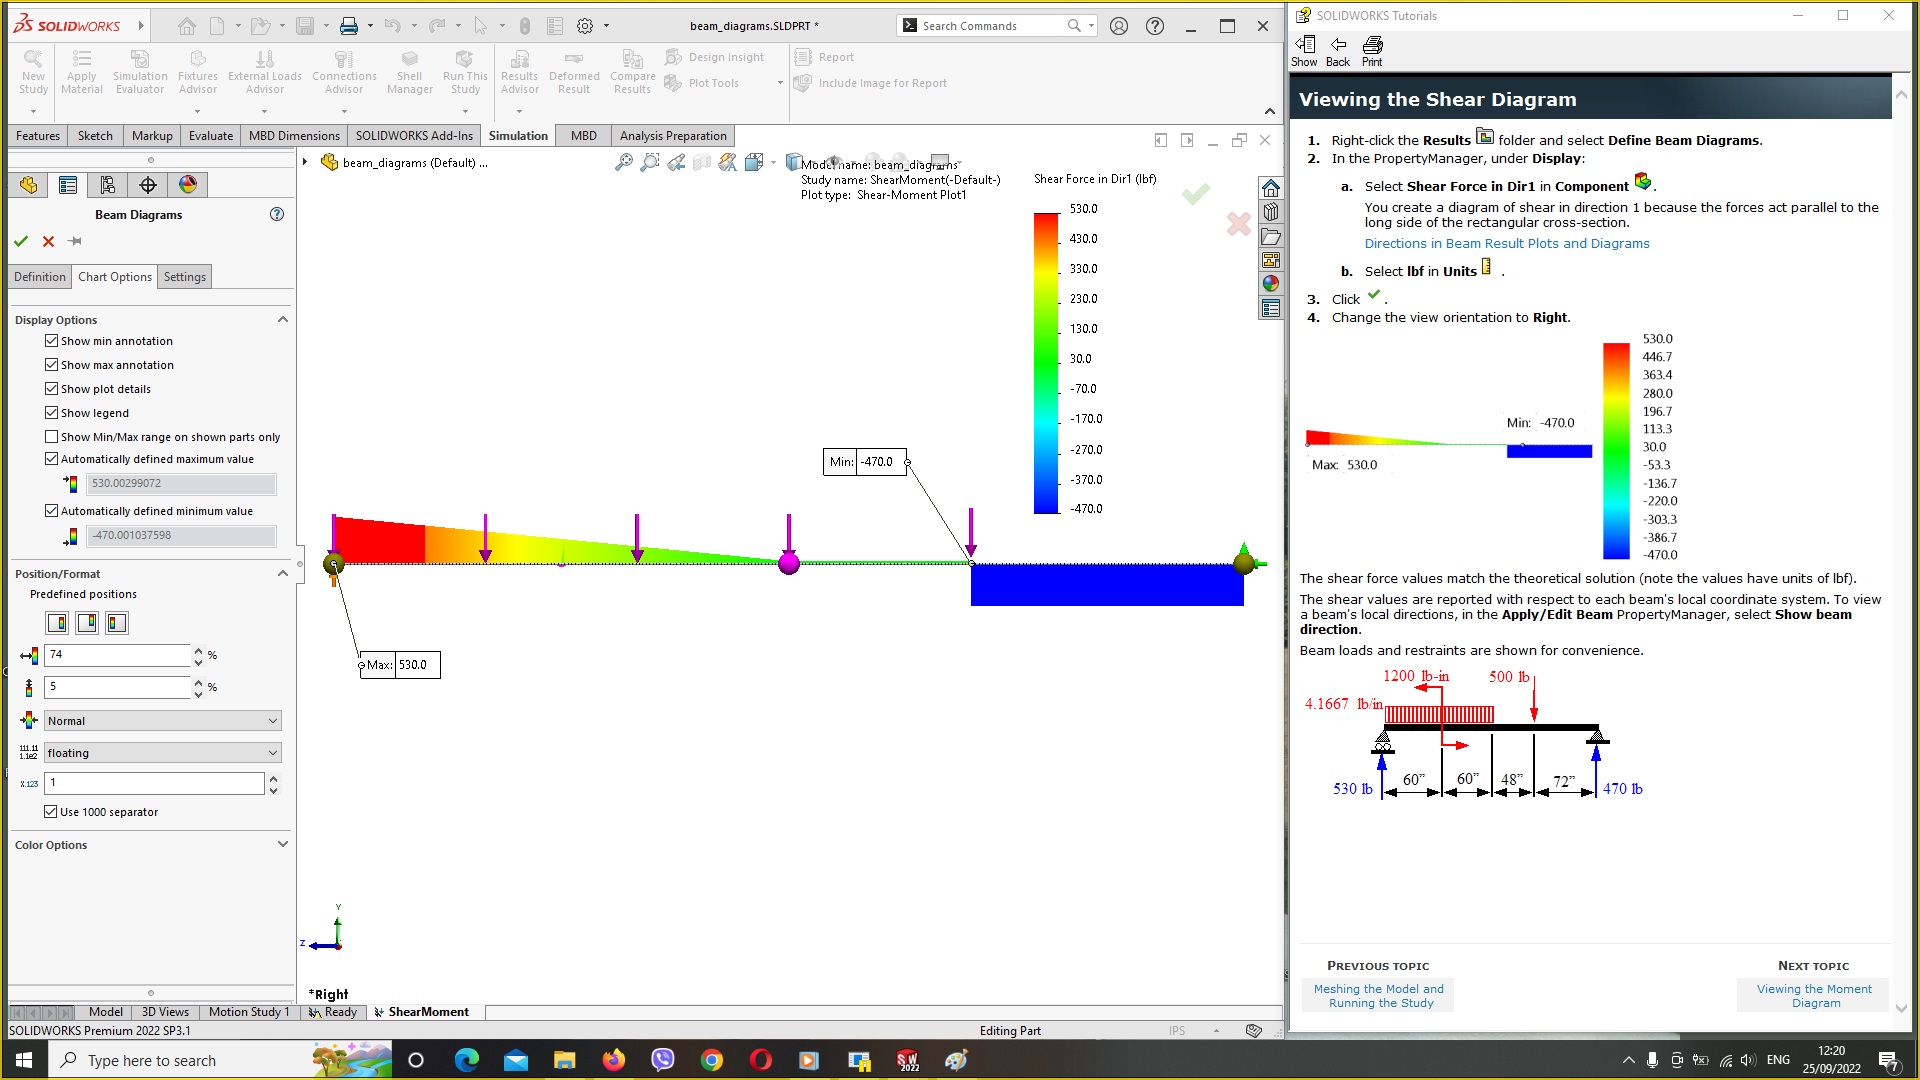 SOLIDWORKS
beam_diagrams.SLDPRT *
Search Commands
New Study
Apply Material
Simulation Evaluator
Fixtures Advisor
External Loads Advisor
Connections Advisor
Shell Manager
Run This Study
Results Advisor
Deformed Result
Compare Results
Design Insight
Plot Tools
Report
Include Image for Report
Features
Sketch
Markup
Evaluate
MBD Dimensions
SOLIDWORKS Add-Ins
Simulation
MBD
Analysis Preparation
Beam Diagrams
Definition
Chart Options
Settings
Display Options
Show min annotation
Show max annotation
Show plot details
Show legend
Show Min/Max range on shown parts only
Automatically defined maximum value
530.00299072
Automatically defined minimum value
-470.001037598
Position/Format
Predefined positions
74
%
5
%
Normal
111.11
1.1e2
floating
x.123
1
Use 1000 separator
Color Options
beam_diagrams (Default) ...
Model name: beam_diagrams
Study name: ShearMoment(-Default-)
Plot type: Shear-Moment Plot1
Shear Force in Dir1 (lbf)
530.0
430.0
330.0
230.0
130.0
30.0
-70.0
-170.0
-270.0
-370.0
-470.0
Min: -470.0
Max: 530.0
Y
Z
*Right
Model
3D Views
Motion Study 1
Ready
ShearMoment
SOLIDWORKS Premium 2022 SP3.1
Editing Part
IPS
SOLIDWORKS Tutorials
Show
Back
Print
Viewing the Shear Diagram
1. Right-click the Results folder and select Define Beam Diagrams.
2. In the PropertyManager, under Display:
a. Select Shear Force in Dir1 in Component .
You create a diagram of shear in direction 1 because the forces act parallel to the
long side of the rectangular cross-section.
Directions in Beam Result Plots and Diagrams
b. Select lbf in Units .
3. Click .
4. Change the view orientation to Right.
530.0
446.7
363.4
280.0
196.7
113.3
30.0
-53.3
-136.7
-220.0
-303.3
-386.7
-470.0
Min: -470.0
Max: 530.0
The shear force values match the theoretical solution (note the values have units of lbf).
The shear values are reported with respect to each beam's local coordinate system. To view
a beam's local directions, in the Apply/Edit Beam PropertyManager, select Show beam
direction.
Beam loads and restraints are shown for convenience.
1200 lb-in
500 lb
4.1667 lb/in
60”
60”
48”
72”
530 lb
470 lb
PREVIOUS TOPIC
Meshing the Model and
Running the Study
NEXT TOPIC
Viewing the Moment
Diagram
Type here to search
SW
2022
ENG
12:20
25/09/2022
7